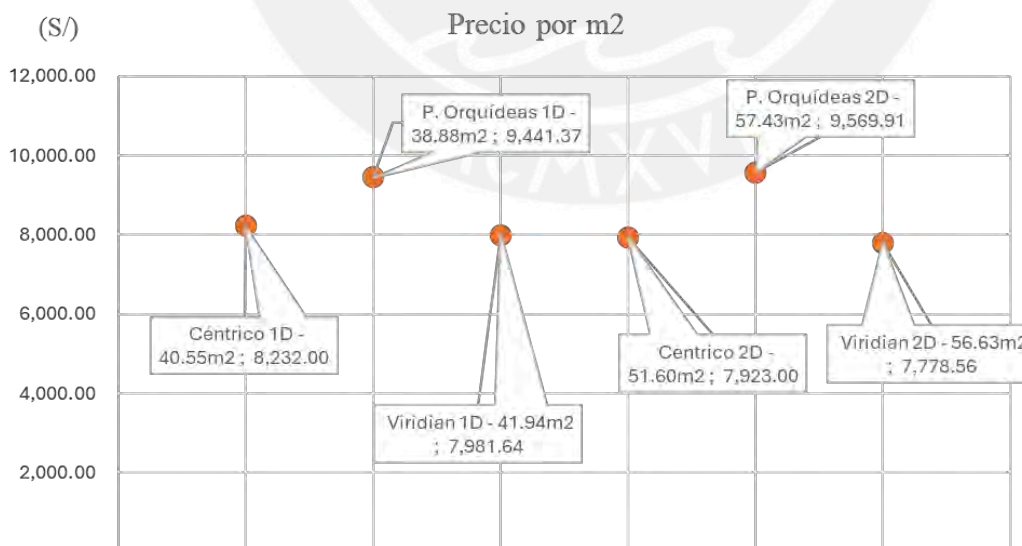 (S/)
Precio por m2
12,000.00
10,000.00
8,000.00
6,000.00
4,000.00
2,000.00
P. Orquídeas 1D -
38.88m2 ; 9,441.37
P. Orquídeas 2D -
57.43m2 ; 9,569.91
Céntrico 1D -
40.55m2 ; 8,232.00
Viridian 1D - 41.94m2
; 7,981.64
Centrico 2D -
51.60m2 ; 7,923.00
Viridian 2D - 56.63m2
; 7,778.56